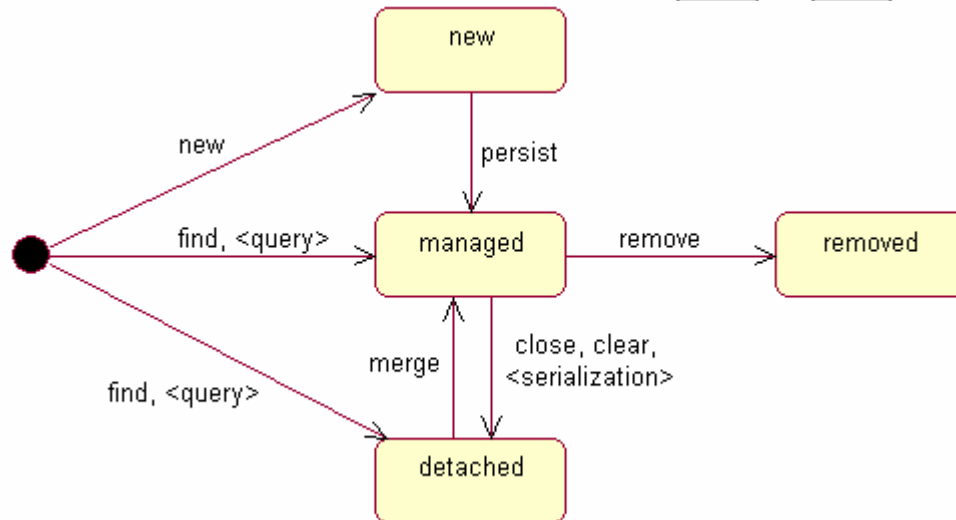 new
new
persist
find, <query>
managed
remove
removed
merge
close, clear,
<serialization>
find, <query>
detached